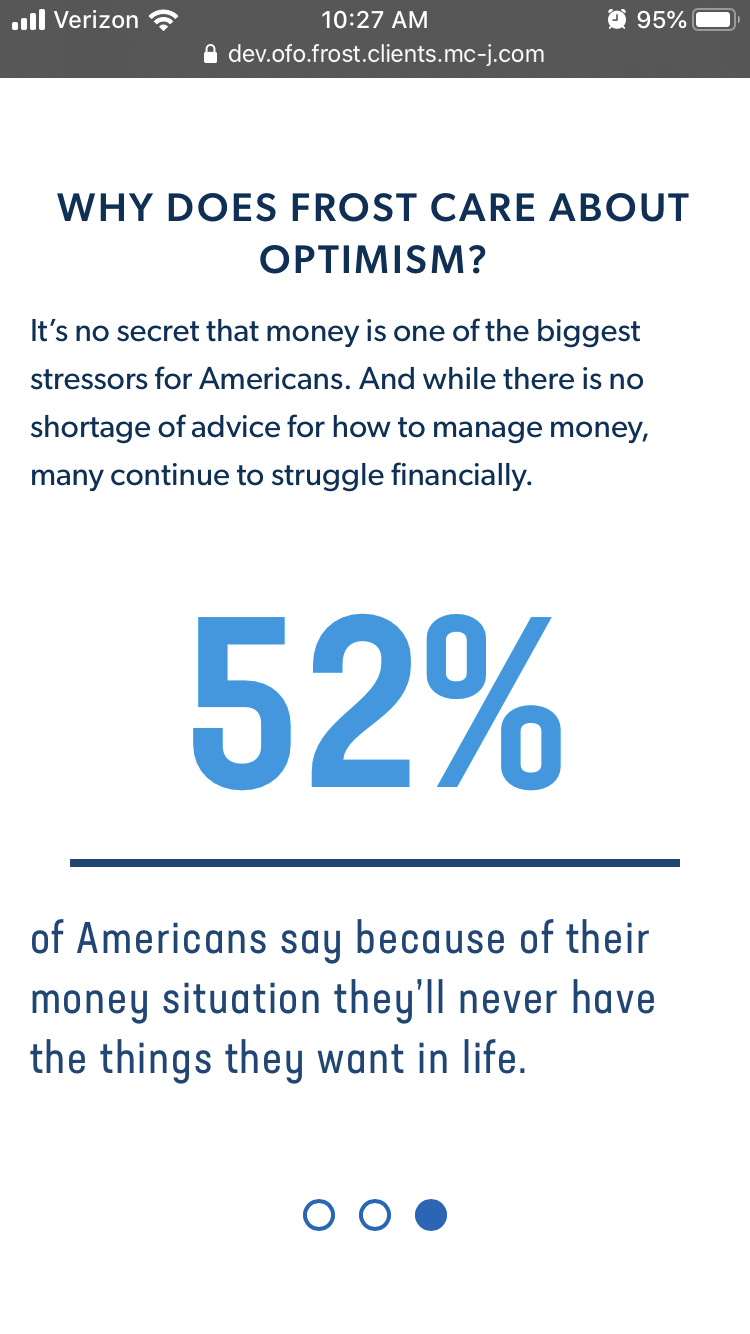 Verizon 10:27 AM 95%
dev.ofo.frost.clients.mc-j.com
WHY DOES FROST CARE ABOUT
OPTIMISM?
It’s no secret that money is one of the biggest
stressors for Americans. And while there is no
shortage of advice for how to manage money,
many continue to struggle financially.
52%
of Americans say because of their
money situation they’ll never have
the things they want in life.